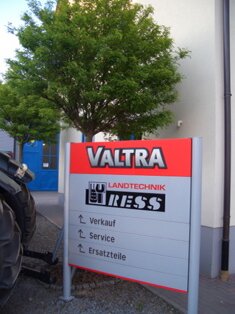 VALTRA
LANDTECHNIK
RESS
Verkauf
Service
Ersatzteile